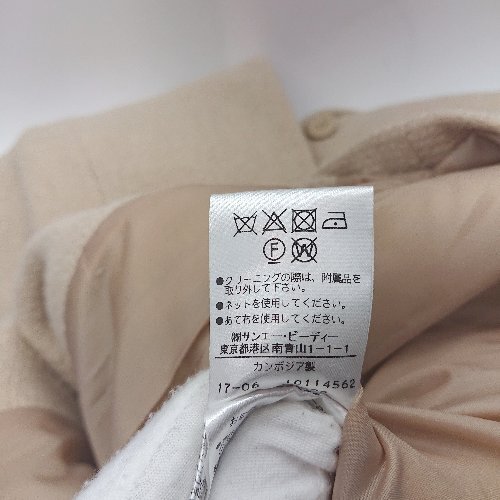 F W
●クリーニングの際は、附属品を
取り外して下さい。
●ネットを使用してください。
●あて布を使用してください。
㈱サンエー・ビーディー
東京都港区南青山1-1-1
カンボジア製
17-06 10114562